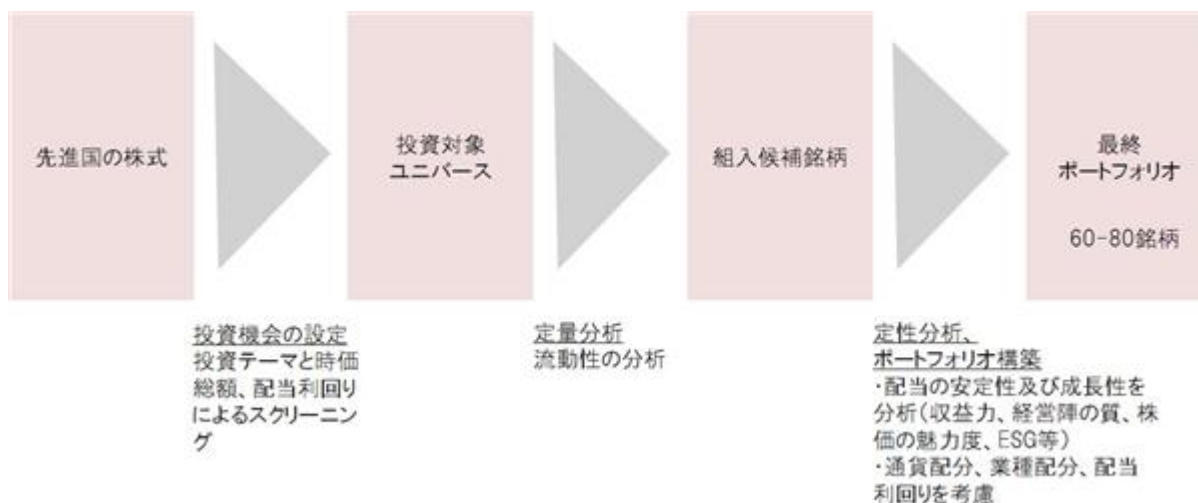 先進国の株式
投資対象
ユニバース
組入候補銘柄
最終
ポートフォリオ
60-80銘柄
投資機会の設定
投資テーマと時価
総額、配当利回り
によるスクリーニン
グ
定量分析
流動性の分析
定性分析、
ポートフォリオ構築
・配当の安定性及び成長性を
分析(収益力、経営陣の質、株
価の魅力度、ESG等)
・通貨配分、業種配分、配当
利回りを考慮